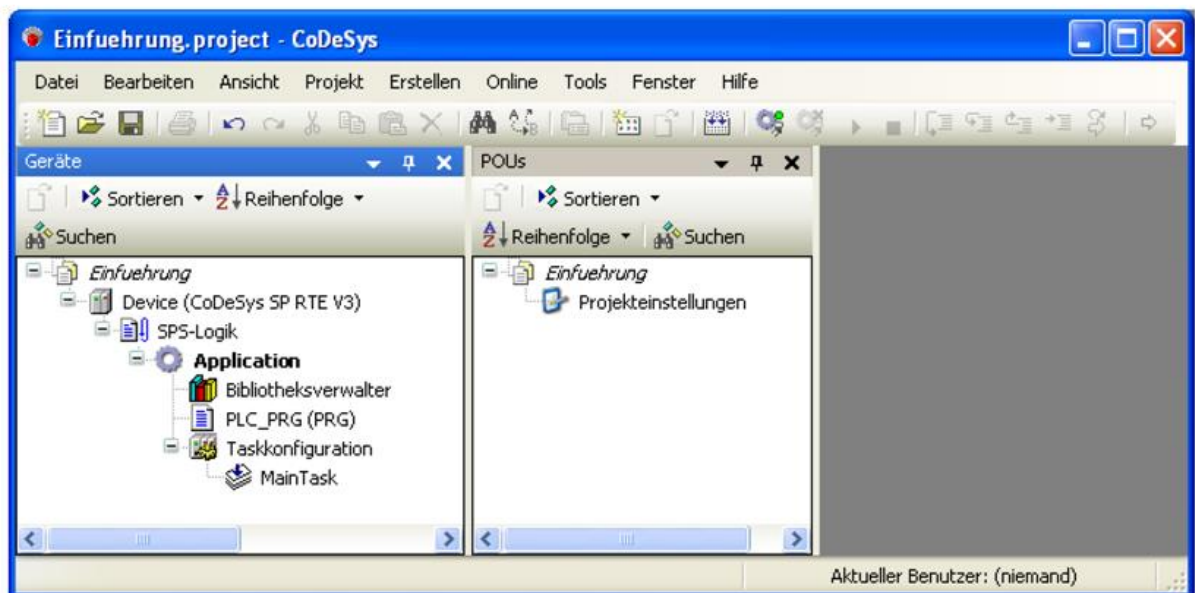 Einfuehrung.project - CoDeSys
Datei Bearbeiten Ansicht Projekt Erstellen Online Tools Fenster Hilfe
Geräte
Sortieren Reihenfolge
Suchen
Einfuehrung
Device (CoDeSys SP RTE V3)
SPS-Logik
Application
Bibliotheksverwalter
PLC_PRG (PRG)
Taskkonfiguration
MainTask
POUs
Sortieren
Reihenfolge Suchen
Einfuehrung
Projekteinstellungen
Aktueller Benutzer: (niemand)